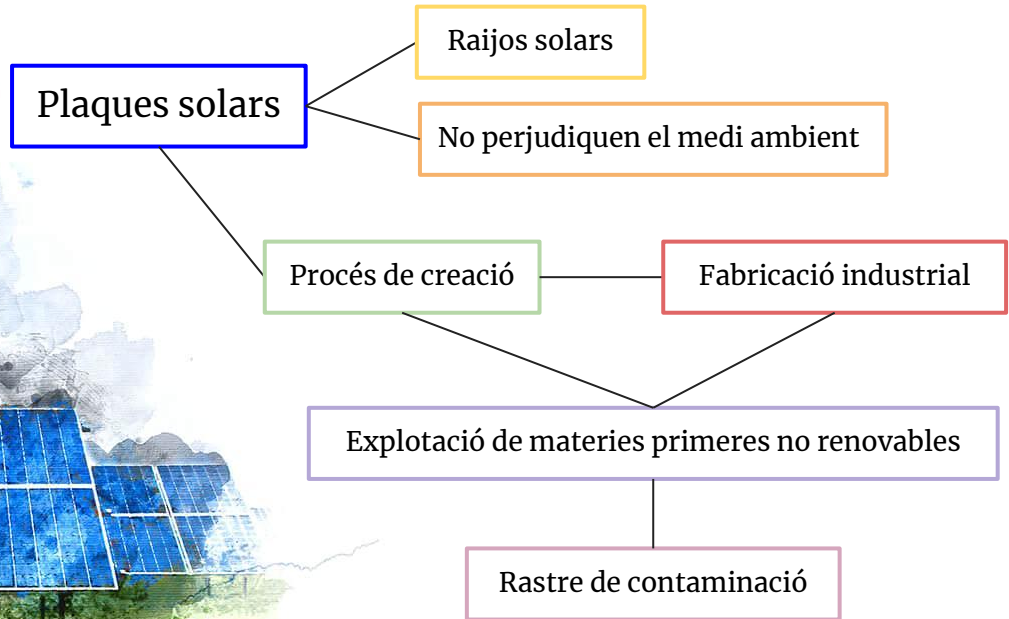 Raijos solars
Plaques solars
No perjudiquen el medi ambient
Procés de creació
Fabricació industrial
Explotació de materies primeres no renovables
Rastre de contaminació